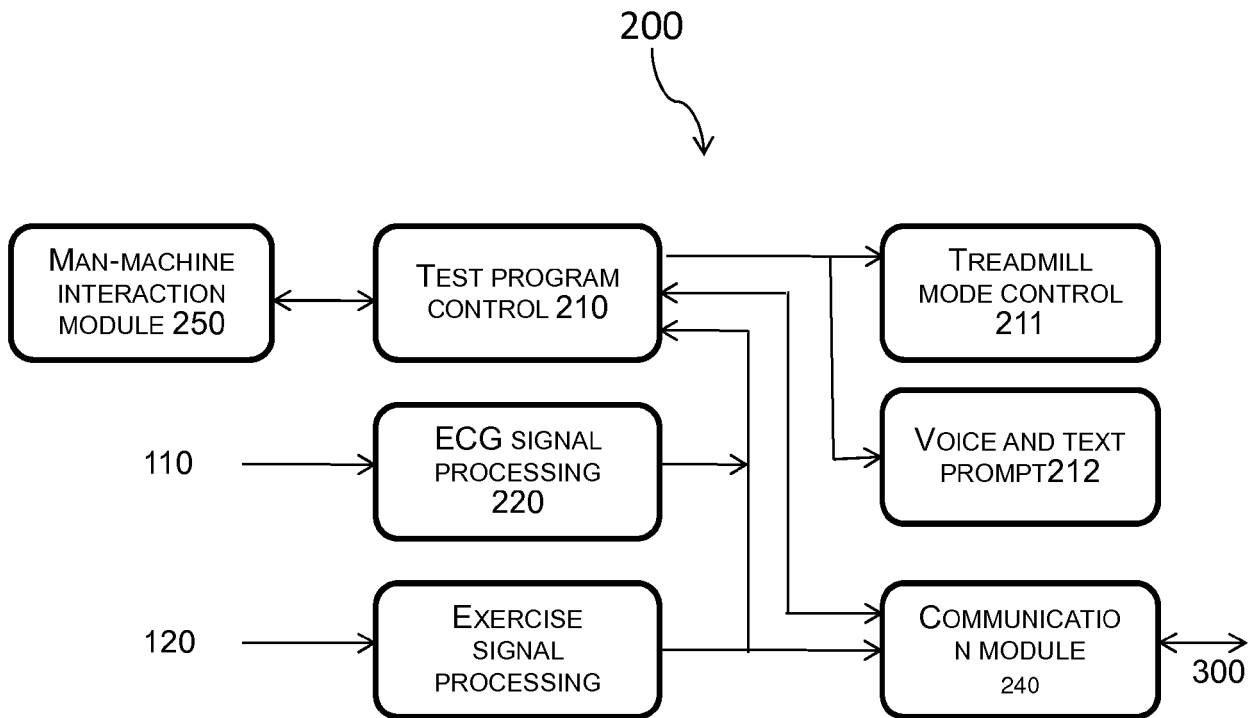 200
MAN-MACHINE
INTERACTION
MODULE 250
TEST PROGRAM
CONTROL 210
TREADMILL
MODE CONTROL
211
110
ECG SIGNAL
PROCESSING
220
VOICE AND TEXT
PROMPT212
120
EXERCISE
SIGNAL
PROCESSING
COMMUNICATIO
N MODULE
240
300